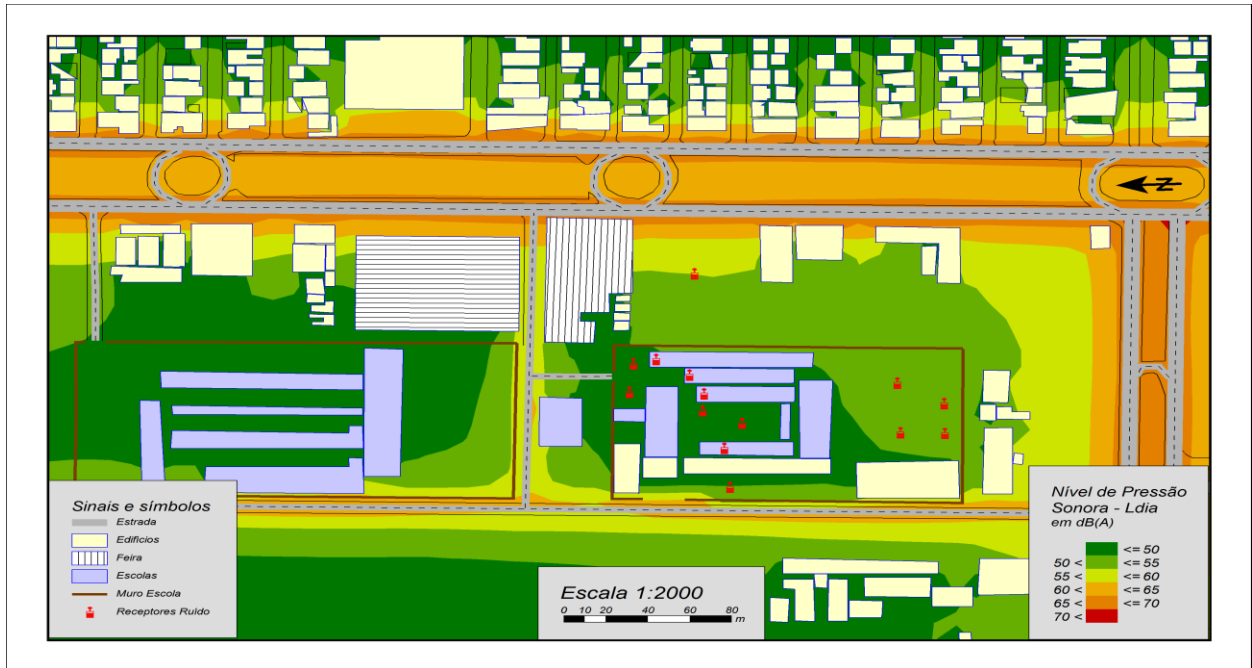 Z
Sinais e símbolos
Estrada
Edifícios
Feira
Escolas
Muro Escola
Receptores Ruído
Escala 1:2000
0 10 20 40 60 80
m
Nível de Pressão
Sonora - Ldia
em dB(A)
<= 50
50 < <= 55
55 < <= 60
60 < <= 65
65 < <= 70
70 <